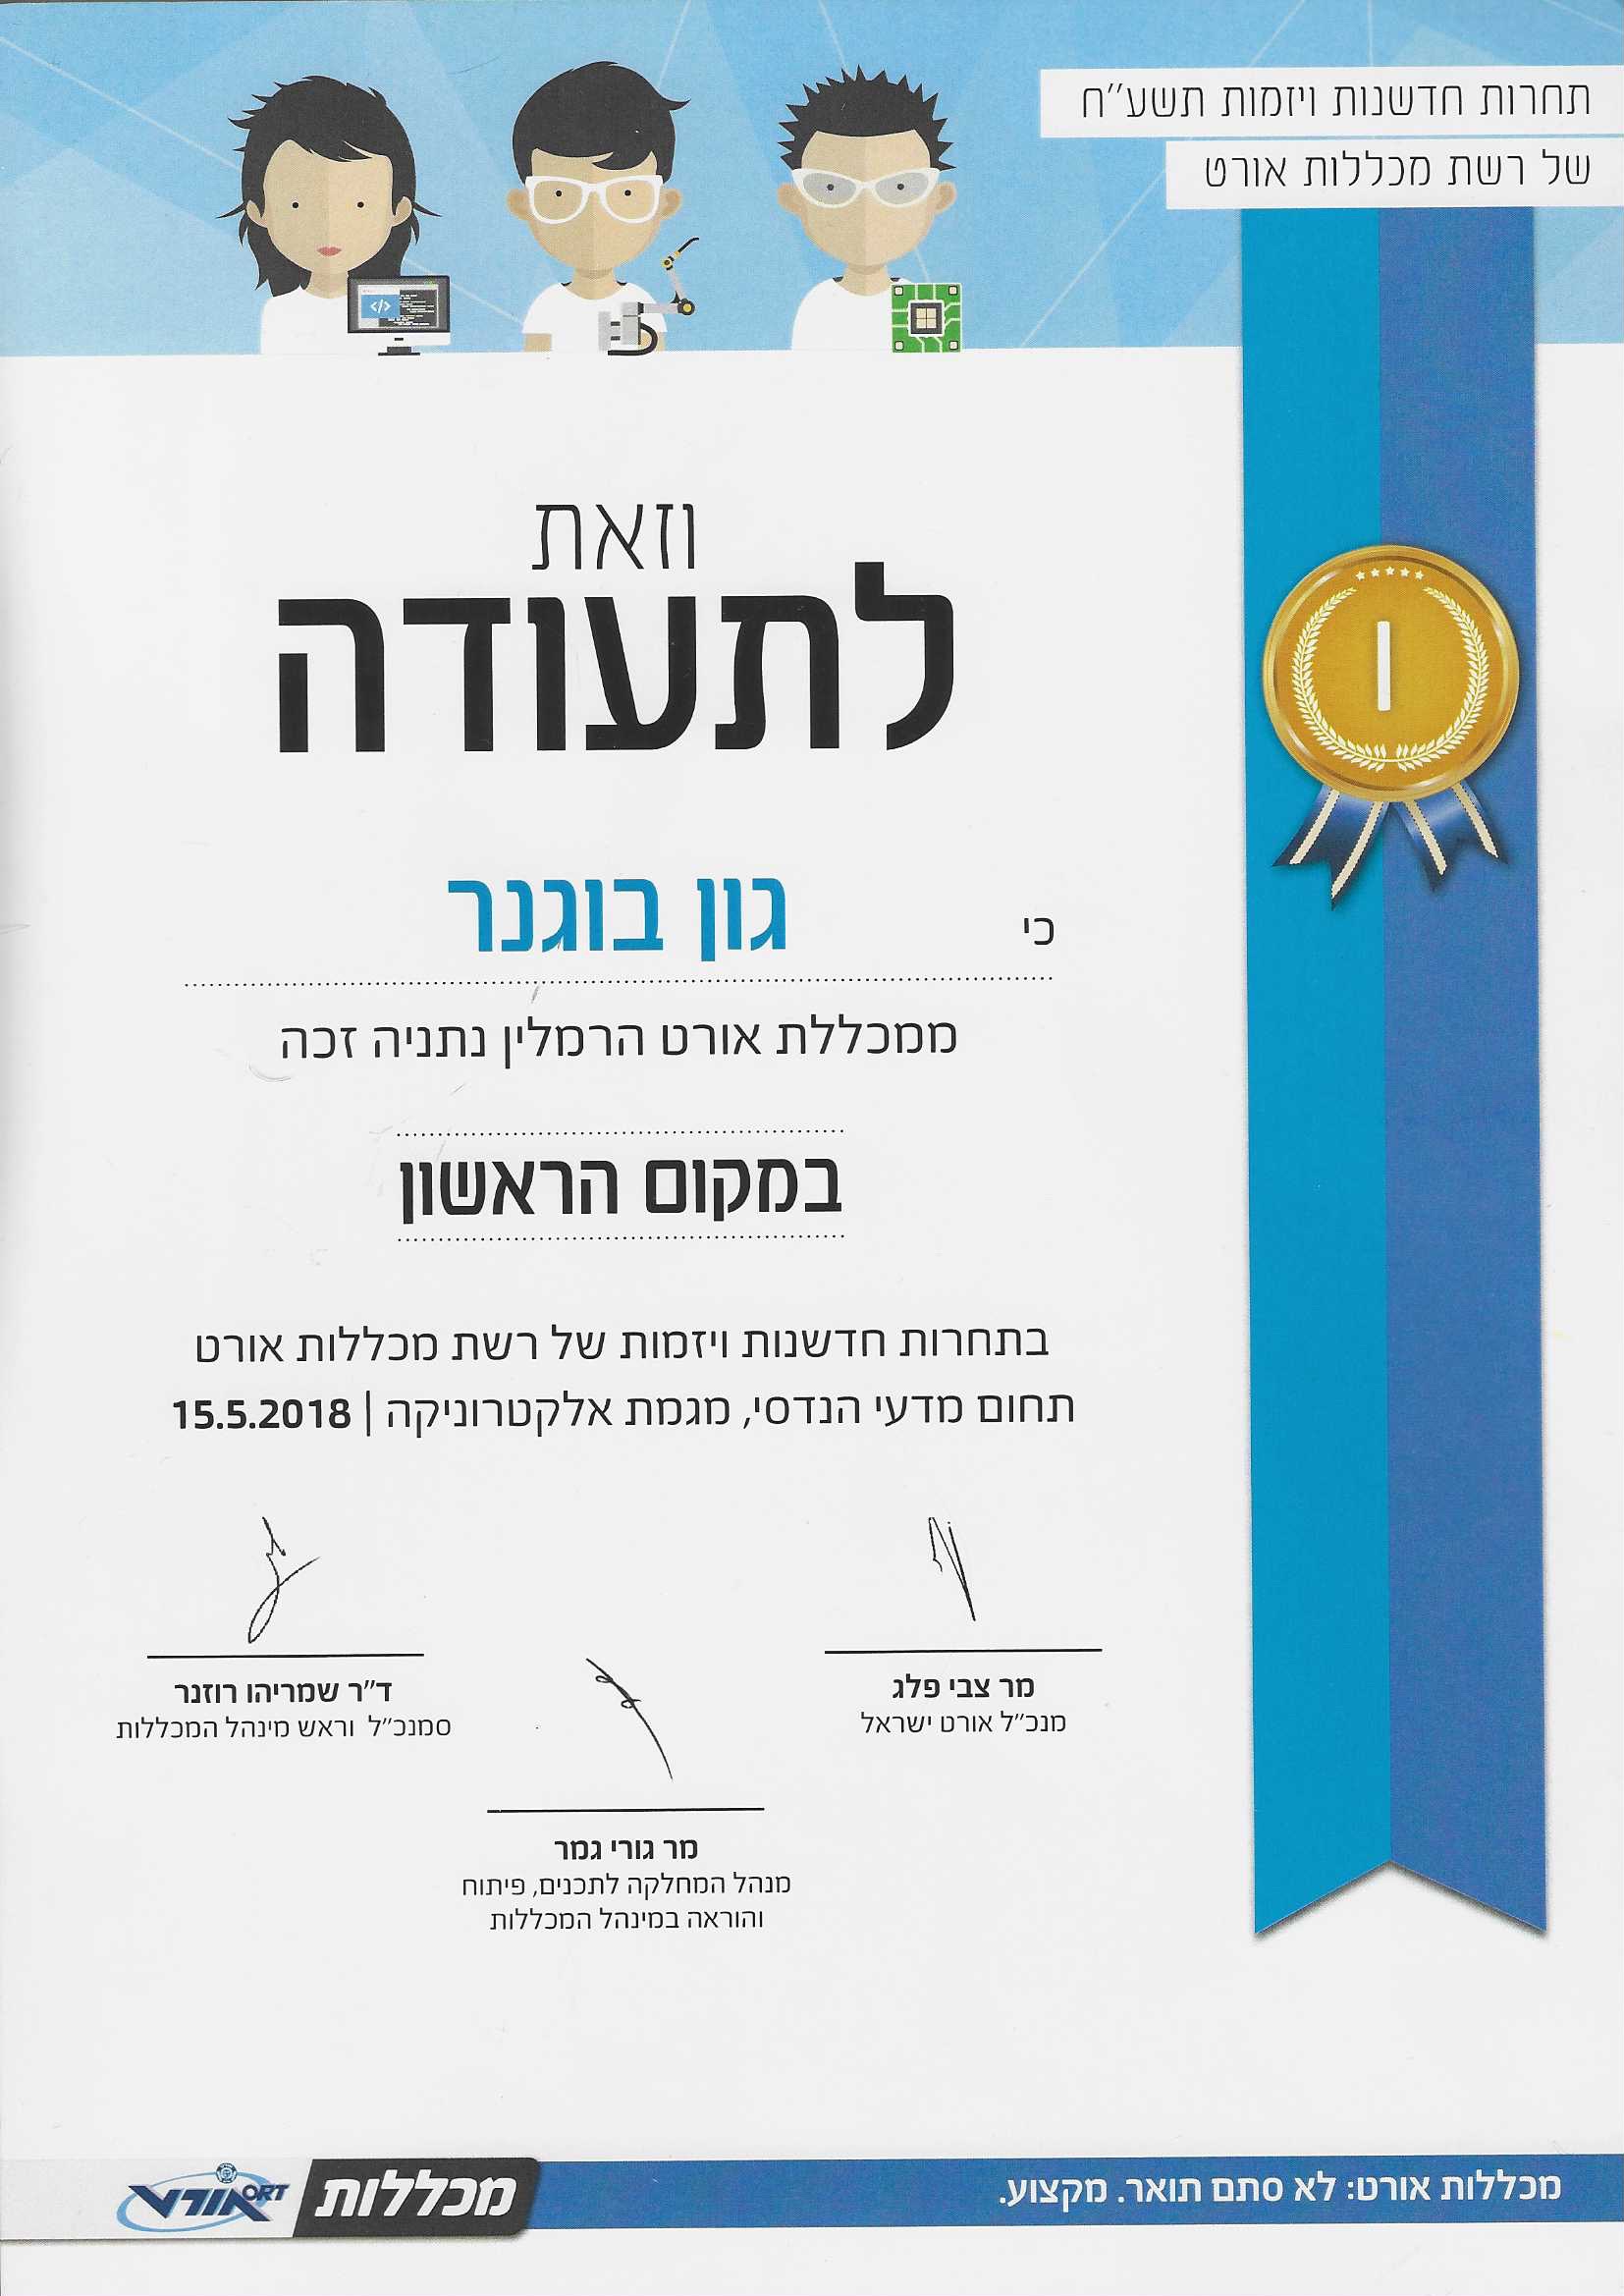 תחרות חדשנות ויזמות תשע"ח
של רשת מכללות אורט
1
וזאת
לתעודה
כי גון בוגנר
ממכללת אורט הרמלין נתניה זכה
במקום הראשון
בתחרות חדשנות ויזמות של רשת מכללות אורט
תחום מדעי הנדסי, מגמת אלקטרוניקה | 15.5.2018
מר צבי פלג
מנכ"ל אורט ישראל
ד"ר שמריהו רוזנר
סמנכ"ל וראש מינהל המכללות
מר גורי גמר
מנהל המחלקה לתכנים, פיתוח
והוראה במינהל המכללות
מכללות אורט: לא סתם תואר. מקצוע.
מכללות
אורט ORT